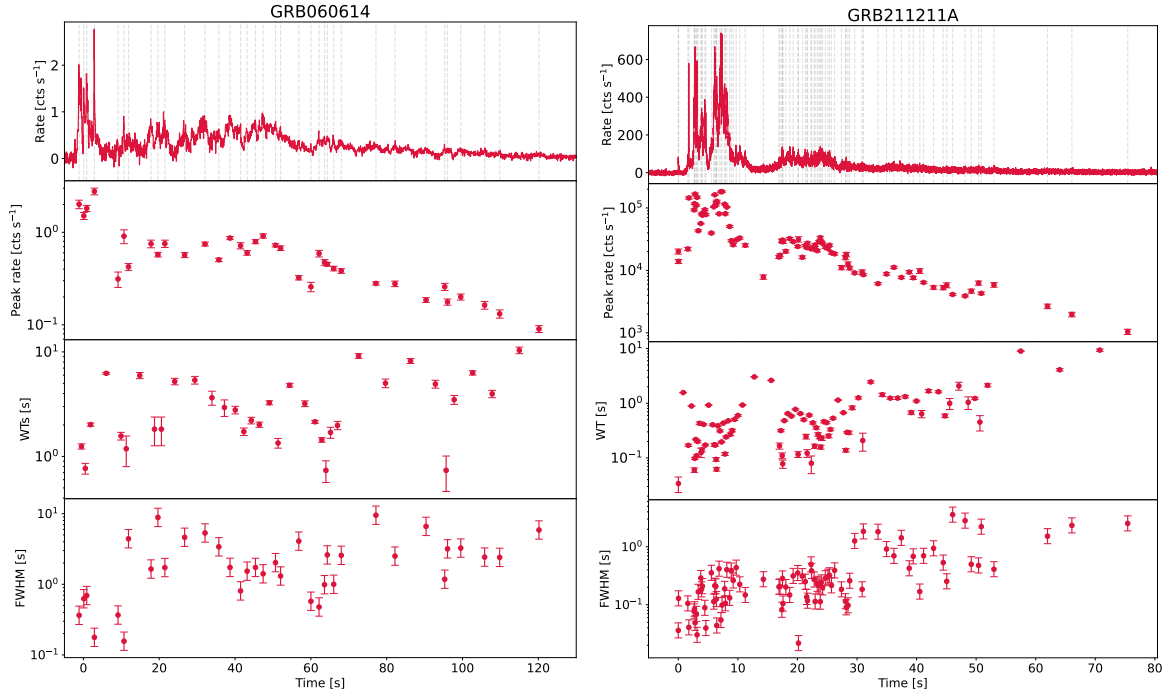 GRB060614
Rate [cts s⁻¹]
2
1
0
Peak rate [cts s⁻¹]
10⁰
10⁻¹
WTs [s]
10¹
10⁰
FWHM [s]
10¹
10⁰
10⁻¹
0 20 40 60 80 100 120
Time [s]
GRB211211A
Rate [cts s⁻¹]
600
400
200
0
Peak rate [cts s⁻¹]
10⁵
10⁴
10³
WT [s]
10¹
10⁰
10⁻¹
FWHM [s]
10⁰
10⁻¹
0 10 20 30 40 50 60 70 80
Time [s]